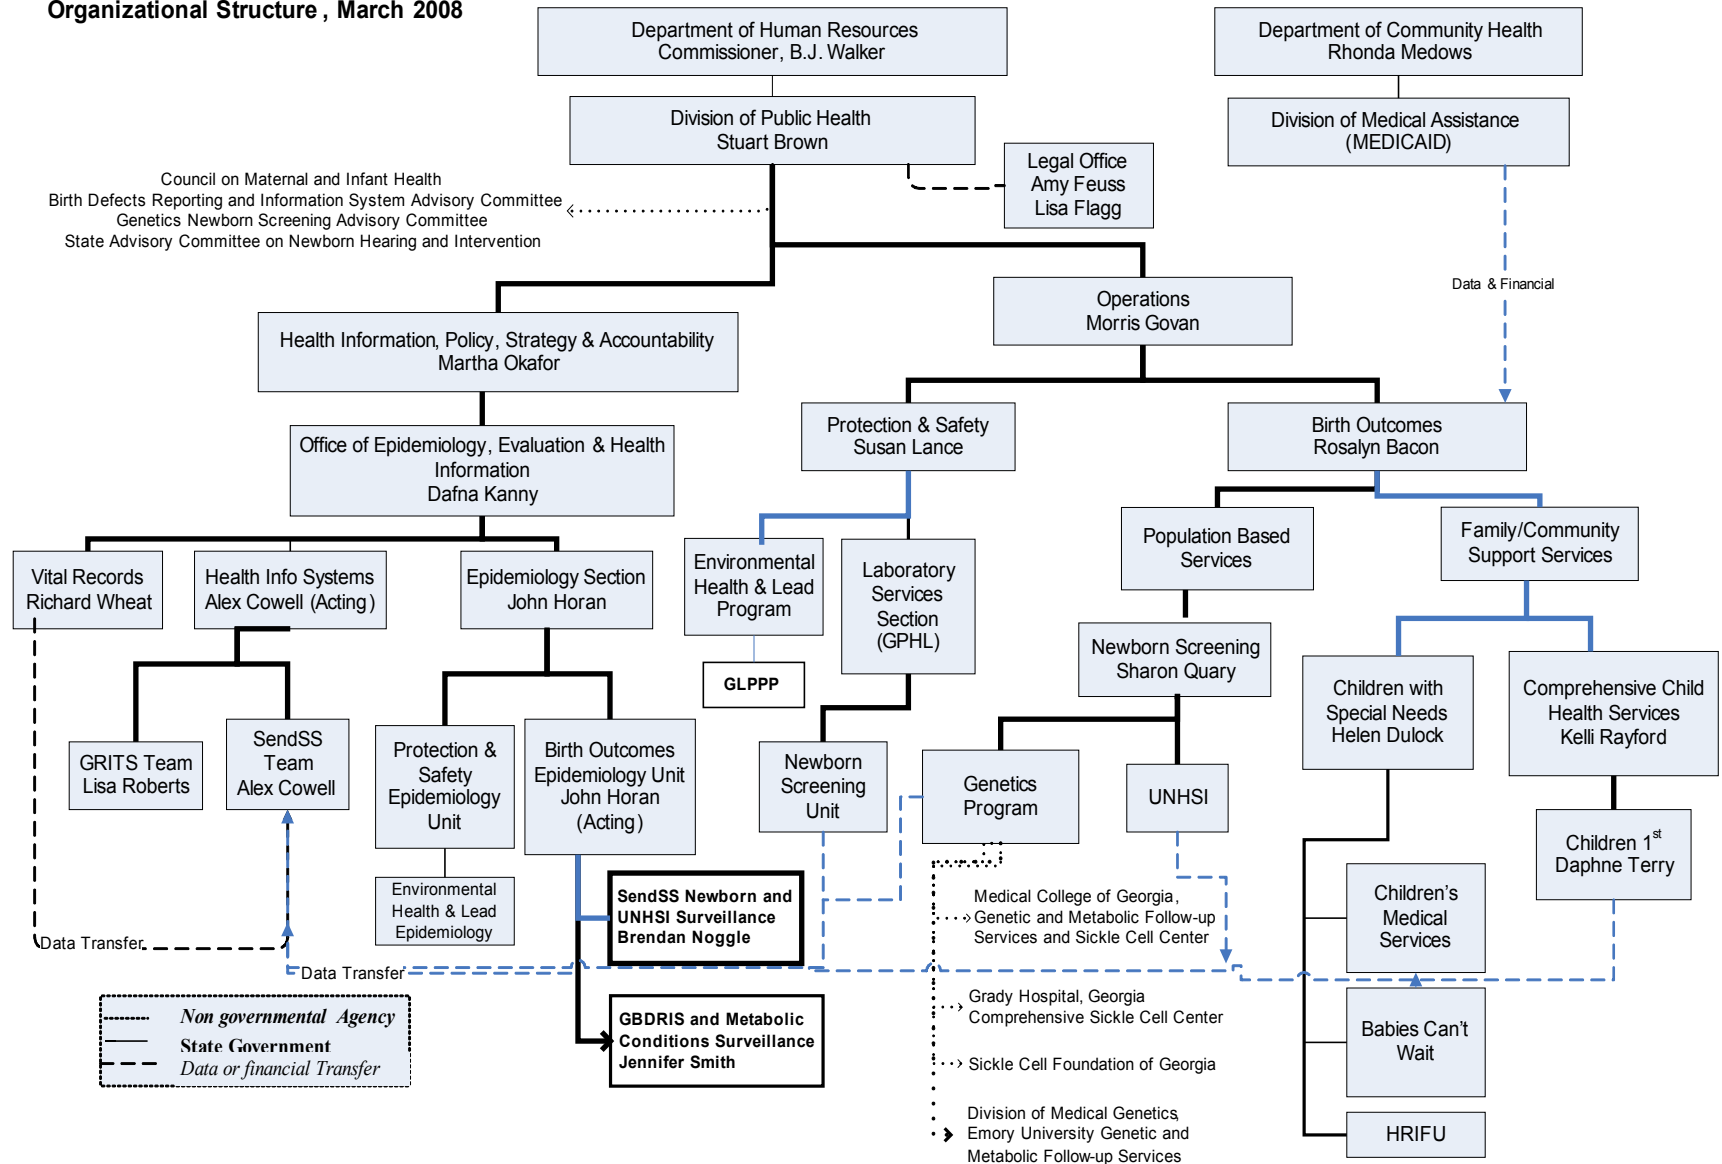 Organizational Structure , March 2008
Department of Human Resources
Commissioner, B.J. Walker
Department of Community Health
Rhonda Medows
Division of Public Health
Stuart Brown
Division of Medical Assistance
(MEDICAID)
Legal Office
Amy Feuss
Lisa Flagg
Council on Maternal and Infant Health
Birth Defects Reporting and Information System Advisory Committee
Genetics Newborn Screening Advisory Committee
State Advisory Committee on Newborn Hearing and Intervention
Data & Financial
Operations
Morris Govan
Health Information, Policy, Strategy & Accountability
Martha Okafor
Protection & Safety
Susan Lance
Birth Outcomes
Rosalyn Bacon
Office of Epidemiology, Evaluation & Health
Information
Dafna Kanny
Population Based
Services
Family/Community
Support Services
Vital Records
Richard Wheat
Health Info Systems
Alex Cowell (Acting)
Epidemiology Section
John Horan
Environmental
Health & Lead
Program
Laboratory
Services
Section
(GPHL)
Newborn Screening
Sharon Quary
GLPPP
Children with
Special Needs
Helen Dulock
Comprehensive Child
Health Services
Kelli Rayford
GRITS Team
Lisa Roberts
SendSS
Team
Alex Cowell
Protection &
Safety
Epidemiology
Unit
Birth Outcomes
Epidemiology Unit
John Horan
(Acting)
Newborn
Screening
Unit
Genetics
Program
UNHSI
Children 1st
Daphne Terry
Environmental
Health & Lead
Epidemiology
SendSS Newborn and
UNHSI Surveillance
Brendan Noggle
Medical College of Georgia,
Genetic and Metabolic Follow-up
Services and Sickle Cell Center
Children's
Medical
Services
Data Transfer
Data Transfer
Grady Hospital, Georgia
Comprehensive Sickle Cell Center
Babies Can't
Wait
Non governmental Agency
State Government
Data or financial Transfer
GBDRIS and Metabolic
Conditions Surveillance
Jennifer Smith
Sickle Cell Foundation of Georgia
Division of Medical Genetics,
Emory University Genetic and
Metabolic Follow-up Services
HRIFU